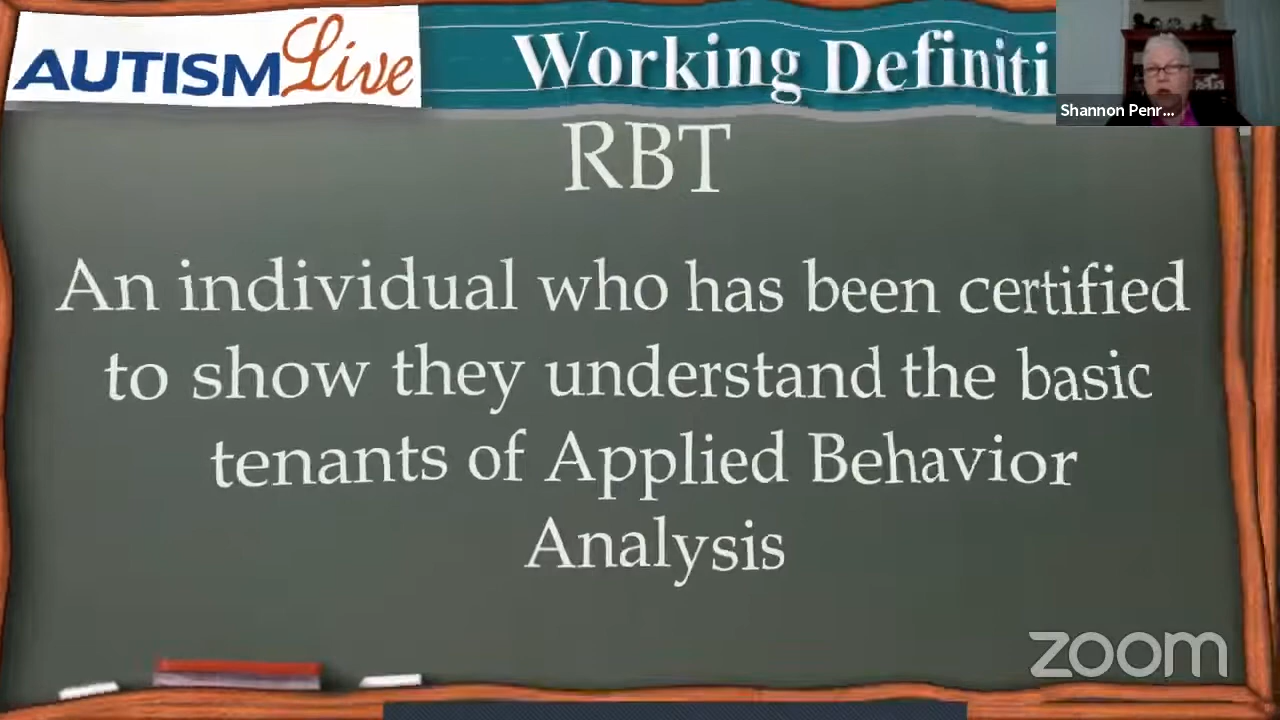 AUTISM Live
Working Definiti
Shannon Penr...
RBT
An individual who has been certified
to show they understand the basic
tenants of Applied Behavior
Analysis
zoom